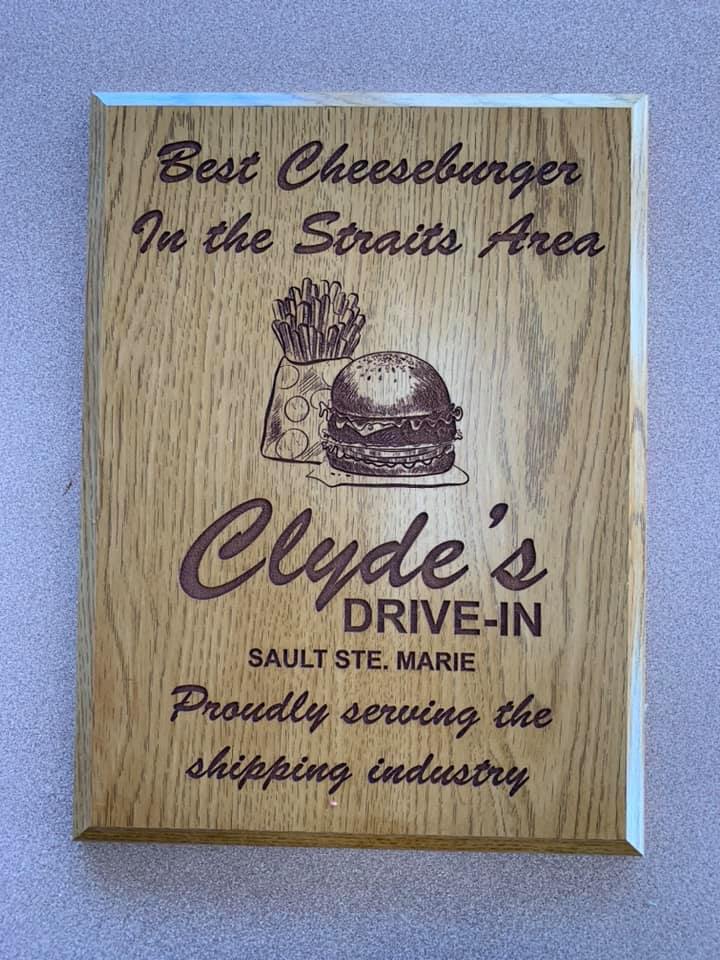 Best Cheeseburger
In the Straits Area
Clyde's
DRIVE-IN
SAULT STE. MARIE
Proudly serving the
shipping industry